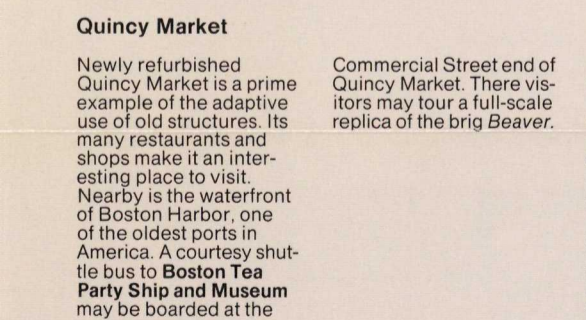 Quincy Market
Newly refurbished
Quincy Market is a prime
example of the adaptive
use of old structures. Its
many restaurants and
shops make it an inter-
esting place to visit.
Nearby is the waterfront
of Boston Harbor, one
of the oldest ports in
America. A courtesy shut-
tle bus to Boston Tea
Party Ship and Museum
may be boarded at the
Commercial Street end of
Quincy Market. There vis-
itors may tour a full-scale
replica of the brig Beaver.